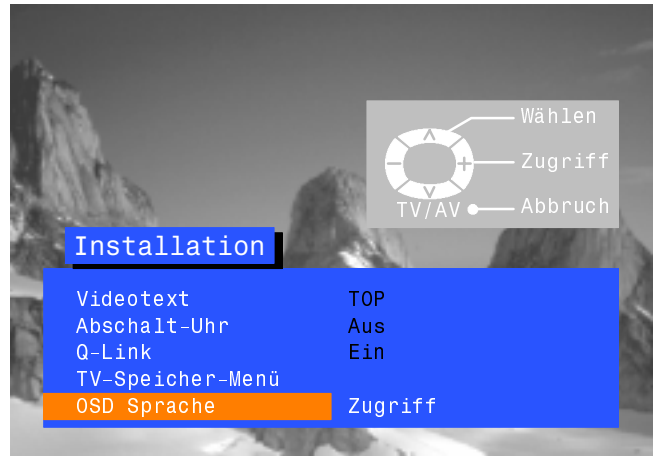 Wählen
Zugriff
TV/AV Abbruch
Installation
Videotext TOP
Abschalt-Uhr Aus
Q-Link Ein
TV-Speicher-Menü
OSD Sprache Zugriff